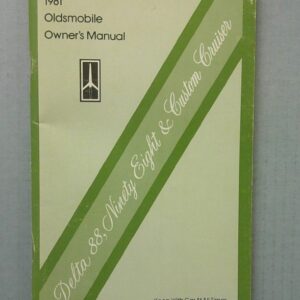 1981
Oldsmobile
Owner's Manual
Delta 88, Ninety Eight & Custom Cruiser